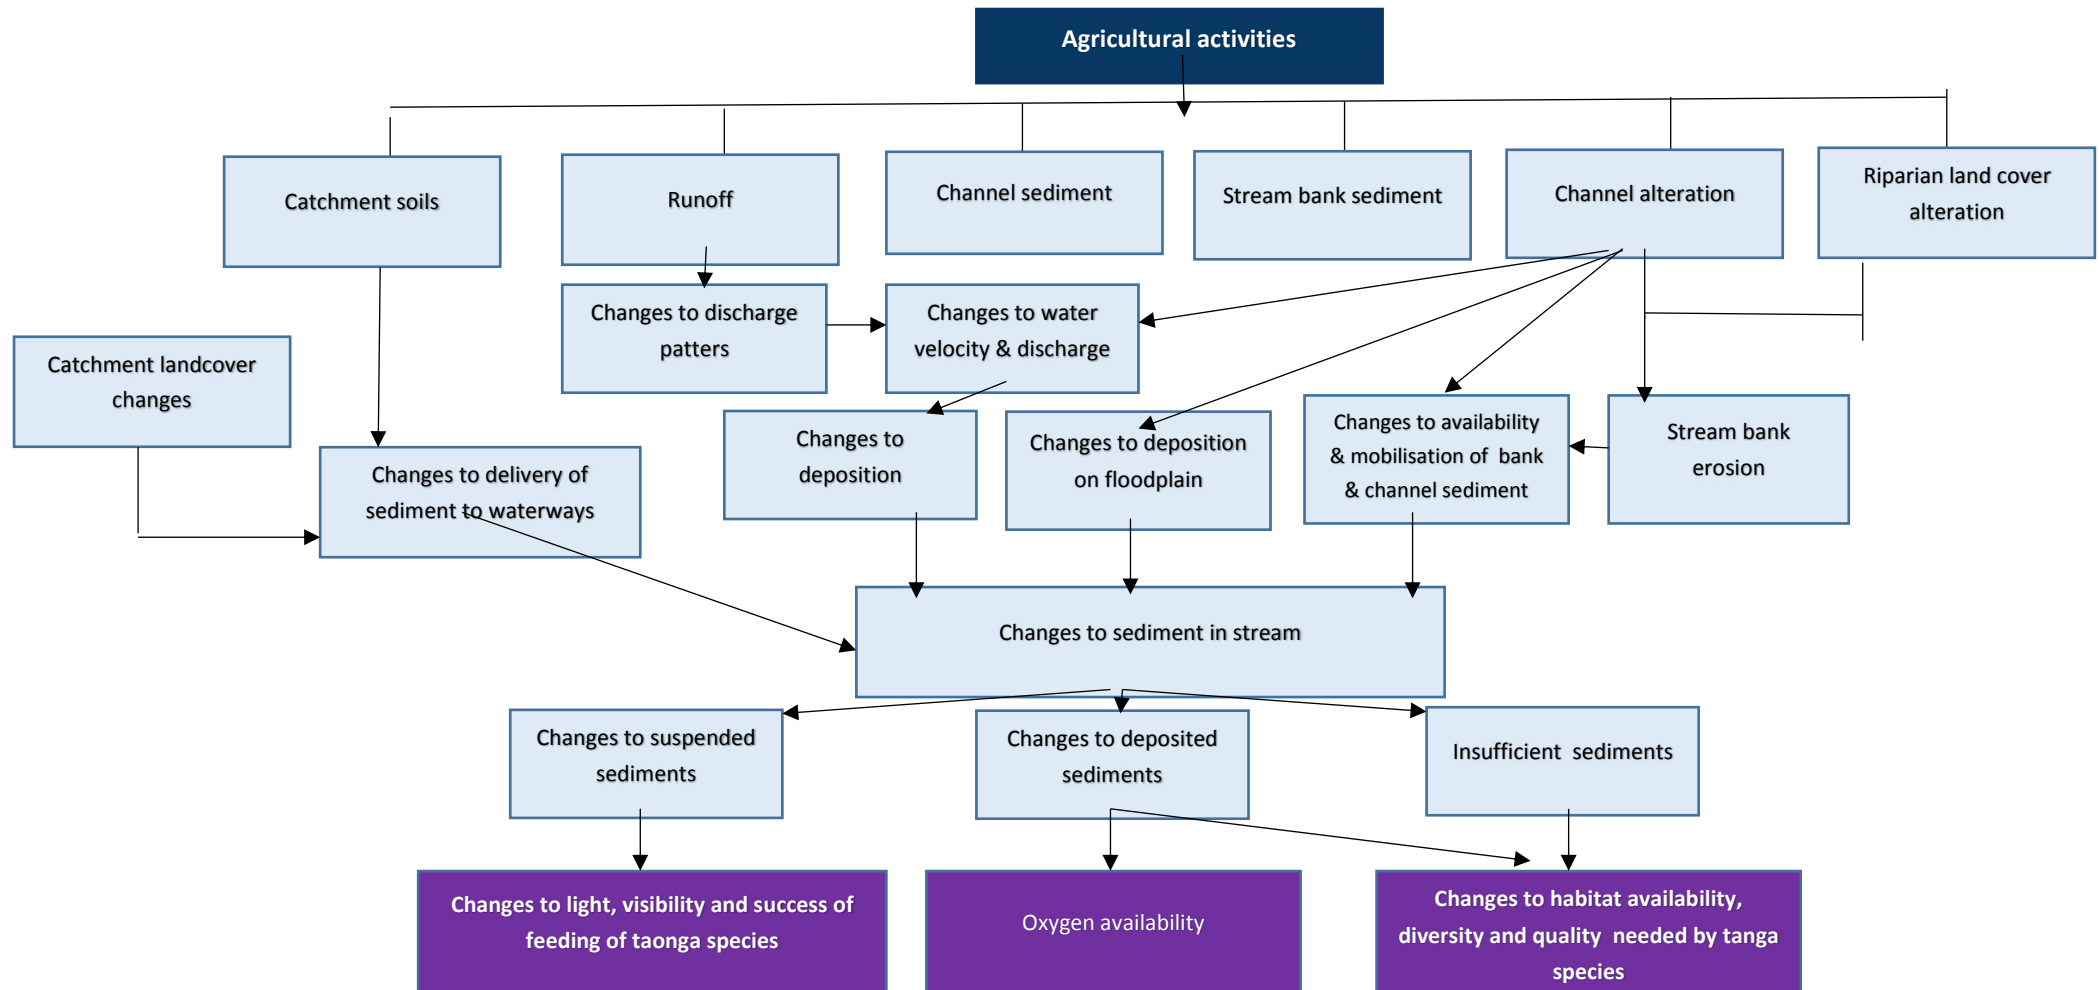 Agricultural activities
Catchment soils
Runoff
Channel sediment
Stream bank sediment
Channel alteration
Riparian land cover
alteration
Changes to discharge
patters
Changes to water
velocity & discharge
Catchment landcover
changes
Changes to delivery of
sediment to waterways
Changes to
deposition
Changes to deposition
on floodplain
Changes to availability
& mobilisation of bank
& channel sediment
Stream bank
erosion
Changes to sediment in stream
Changes to suspended
sediments
Changes to deposited
sediments
Insufficient sediments
Changes to light, visibility and success of
feeding of taonga species
Oxygen availability
Changes to habitat availability,
diversity and quality needed by tanga
species